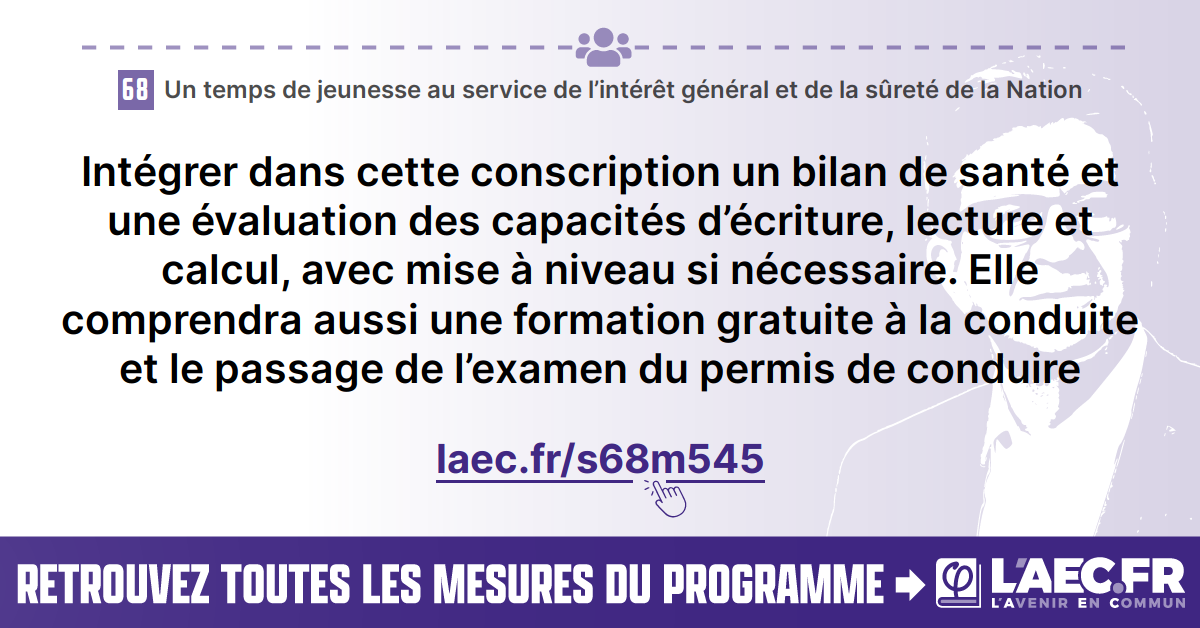 68 Un temps de jeunesse au service de l’intérêt général et de la sûreté de la Nation
Intégrer dans cette conscription un bilan de santé et
une évaluation des capacités d’écriture, lecture et
calcul, avec mise à niveau si nécessaire. Elle
comprendra aussi une formation gratuite à la conduite
et le passage de l’examen du permis de conduire
laec.fr/s68m545
RETROUVEZ TOUTES LES MESURES DU PROGRAMME → φ L'AEC.FR
L'AVENIR EN COMMUN